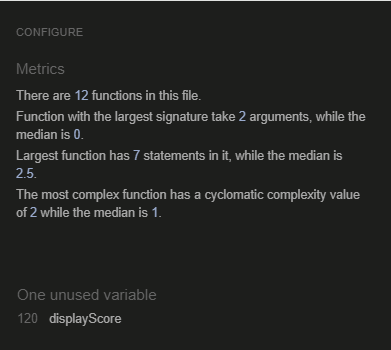 CONFIGURE
Metrics
There are 12 functions in this file.
Function with the largest signature take 2 arguments, while the
median is 0.
Largest function has 7 statements in it, while the median is
2.5.
The most complex function has a cyclomatic complexity value
of 2 while the median is 1.
One unused variable
120 displayScore